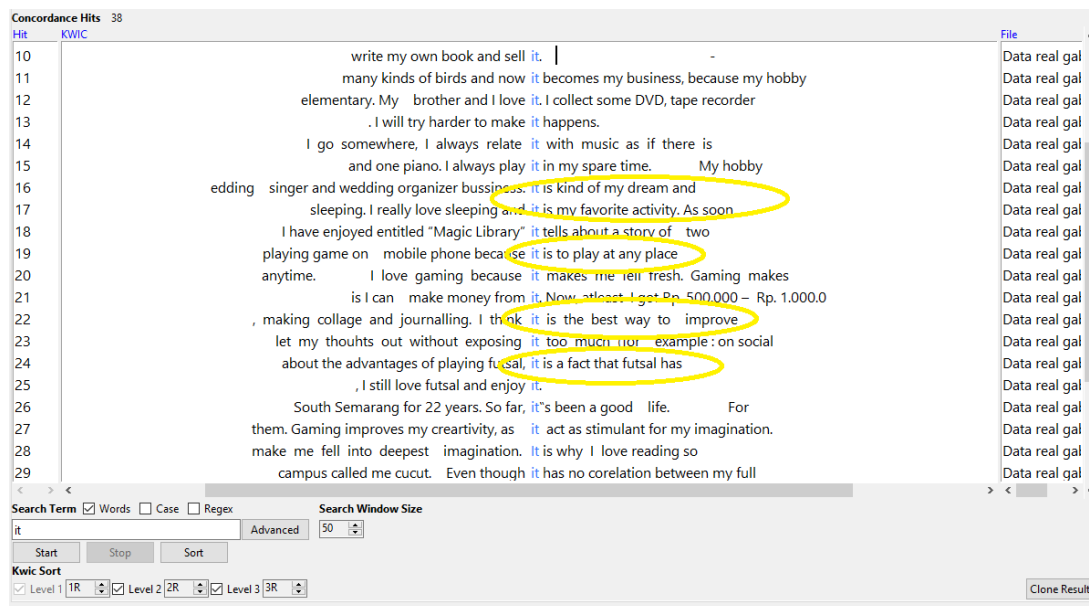 Concordance Hits 38
Hit KWIC File
10 write my own book and sell it. - Data real gal
11 many kinds of birds and now it becomes my business, because my hobby Data real gal
12 elementary. My brother and I love it. I collect some DVD, tape recorder Data real gal
13 . I will try harder to make it happens. Data real gal
14 I go somewhere, I always relate it with music as if there is Data real gal
15 and one piano. I always play it in my spare time. My hobby Data real gal
16 edding singer and wedding organizer bussiness. it is kind of my dream and Data real gal
17 sleeping. I really love sleeping and it is my favorite activity. As soon Data real gal
18 I have enjoyed entitled "Magic Library" it tells about a story of two Data real gal
19 playing game on mobile phone because it is to play at any place Data real gal
20 anytime. I love gaming because it makes me fell fresh. Gaming makes Data real gal
21 is I can make money from it. Now, atleast I got Rp. 500.000 – Rp. 1.000.0 Data real gal
22 , making collage and journalling. I think it is the best way to improve Data real gal
23 let my thouhts out without exposing it too much (for example : on social Data real gal
24 about the advantages of playing futsal, it is a fact that futsal has Data real gal
25 , I still love futsal and enjoy it. Data real gal
26 South Semarang for 22 years. So far, it"s been a good life. For Data real gal
27 them. Gaming improves my creartivity, as it act as stimulant for my imagination. Data real gal
28 make me fell into deepest imagination. It is why I love reading so Data real gal
29 campus called me cucut. Even though it has no corelation between my full Data real gal
Search Term Words Case Regex Search Window Size
it Advanced 50
Start Stop Sort
Kwic Sort
Level 1 1R Level 2 2R Level 3 3R Clone Result